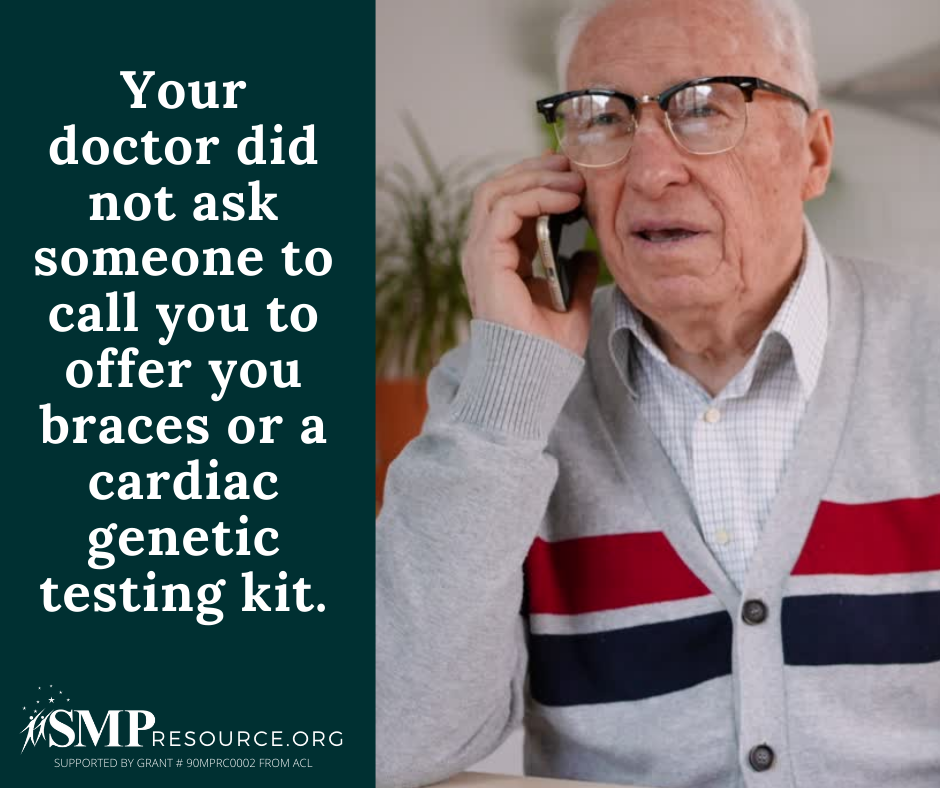 Your
doctor did
not ask
someone to
call you to
offer you
braces or a
cardiac
genetic
testing kit.
SMPRESOURCE.ORG
SUPPORTED BY GRANT # 90MPRC0002 FROM ACL